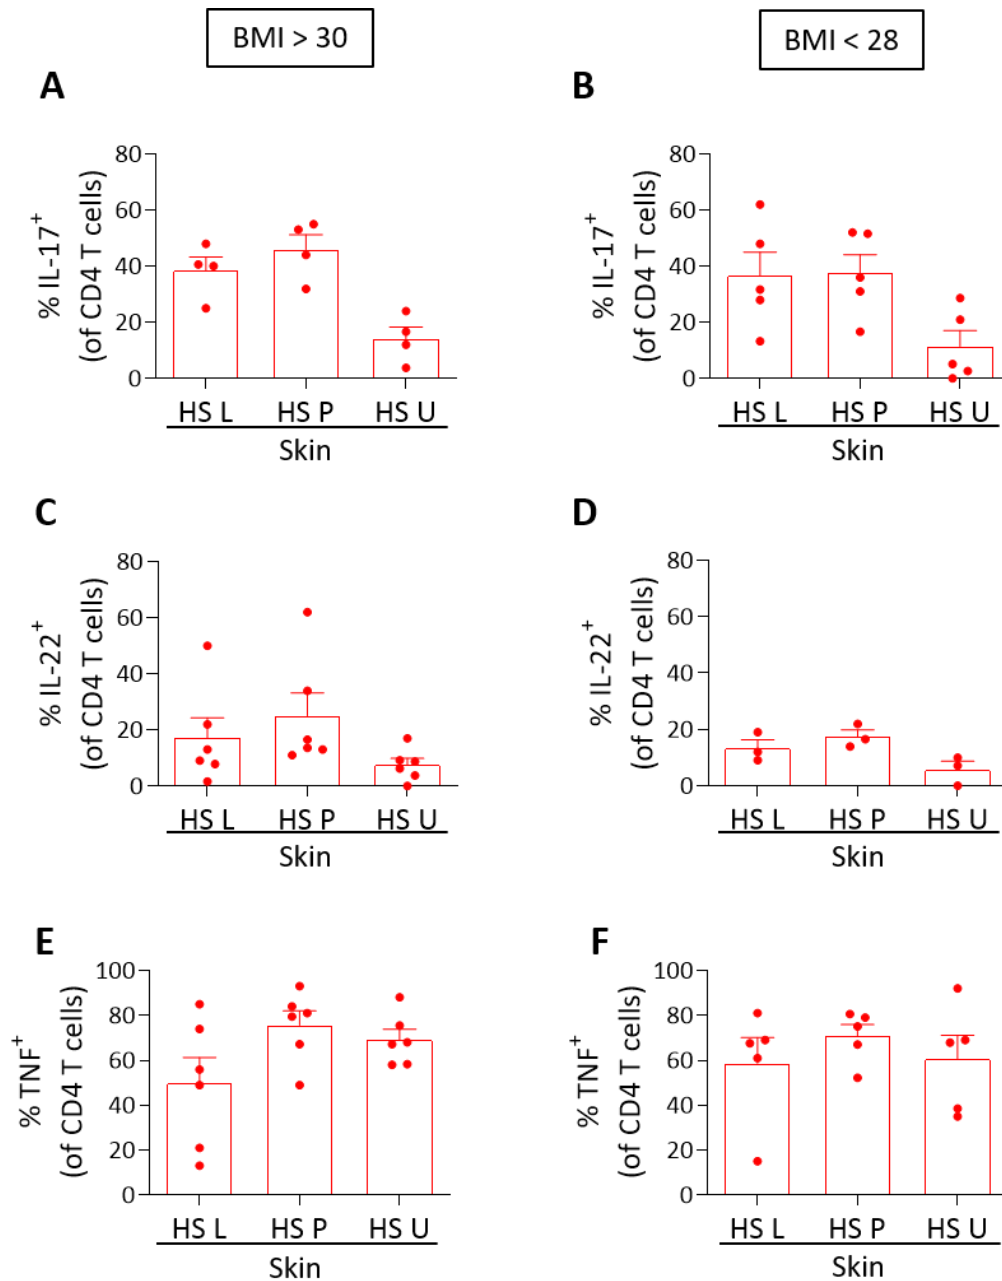 BMI > 30
BMI < 28
A
% IL-17+
(of CD4 T cells)
80
60
40
20
0
HS L HS P HS U
Skin
B
% IL-17+
(of CD4 T cells)
80
60
40
20
0
HS L HS P HS U
Skin
C
% IL-22+
(of CD4 T cells)
80
60
40
20
0
HS L HS P HS U
Skin
D
% IL-22+
(of CD4 T cells)
80
60
40
20
0
HS L HS P HS U
Skin
E
% TNF+
(of CD4 T cells)
100
80
60
40
20
0
HS L HS P HS U
Skin
F
% TNF+
(of CD4 T cells)
100
80
60
40
20
0
HS L HS P HS U
Skin